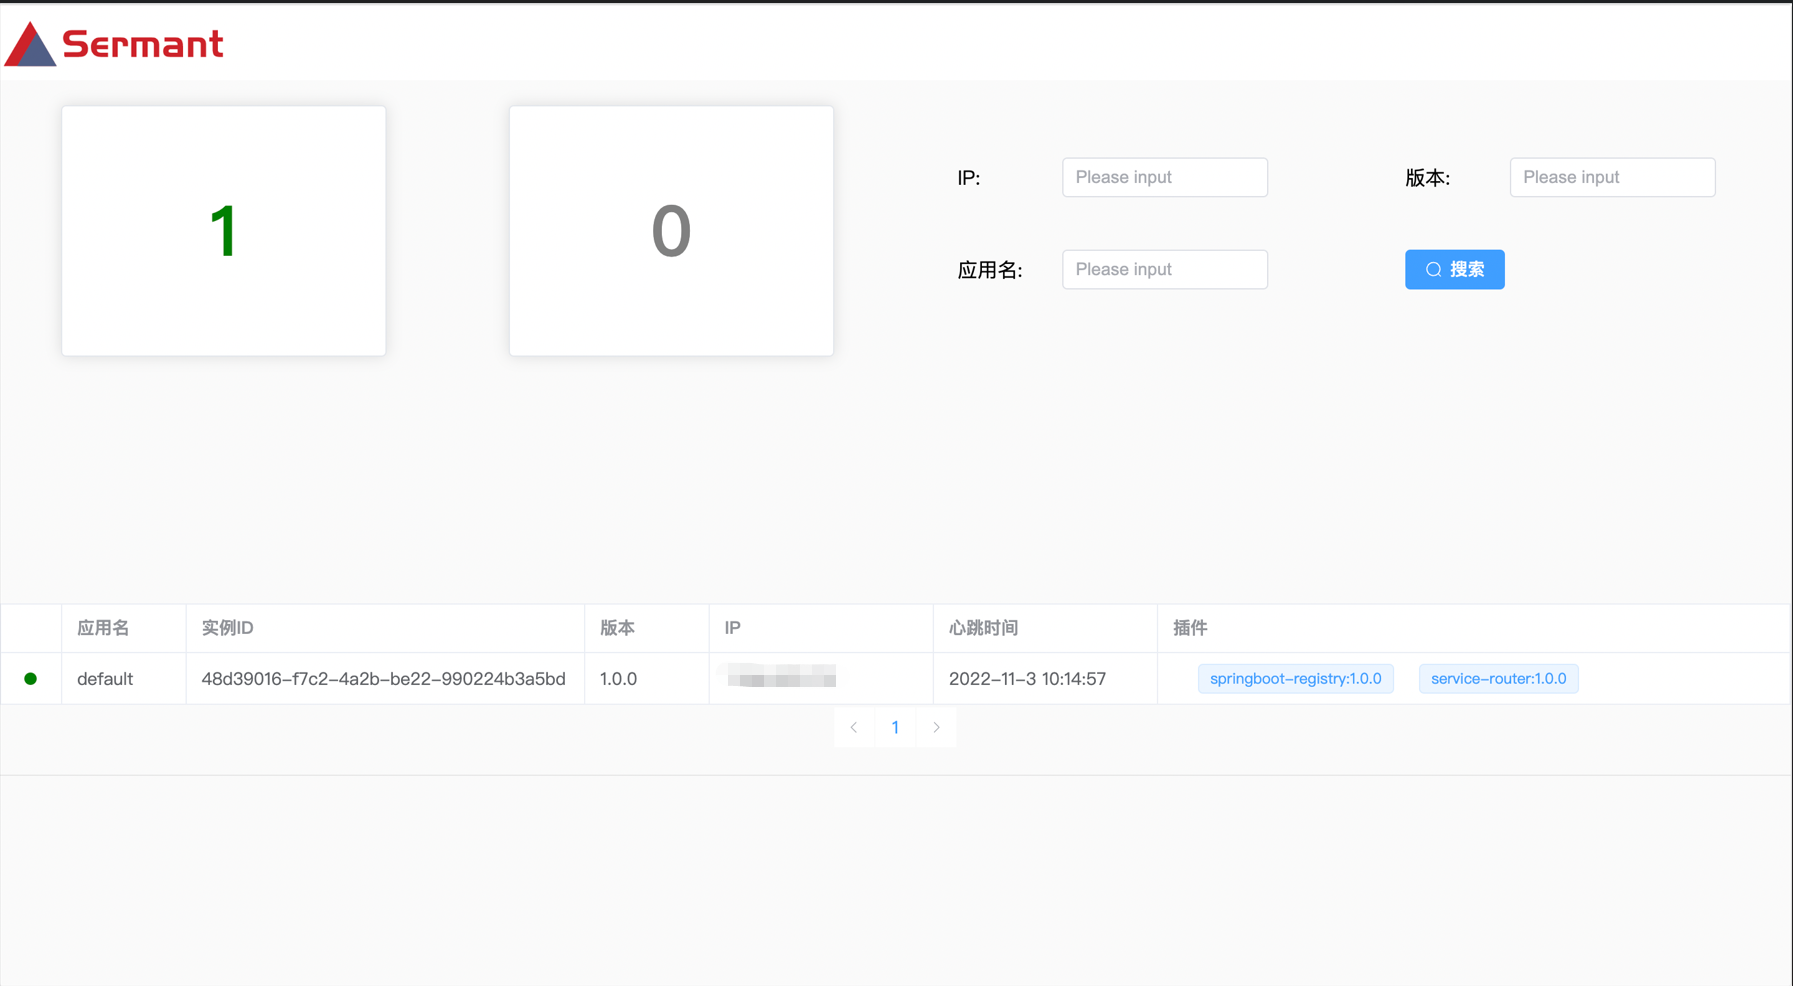 Sermant
1
0
IP:
Please input
版本:
Please input
应用名:
Please input
搜索
应用名 实例ID 版本 IP 心跳时间 插件
default 48d39016-f7c2-4a2b-be22-990224b3a5bd 1.0.0 2022-11-3 10:14:57 springboot-registry:1.0.0 service-router:1.0.0
1